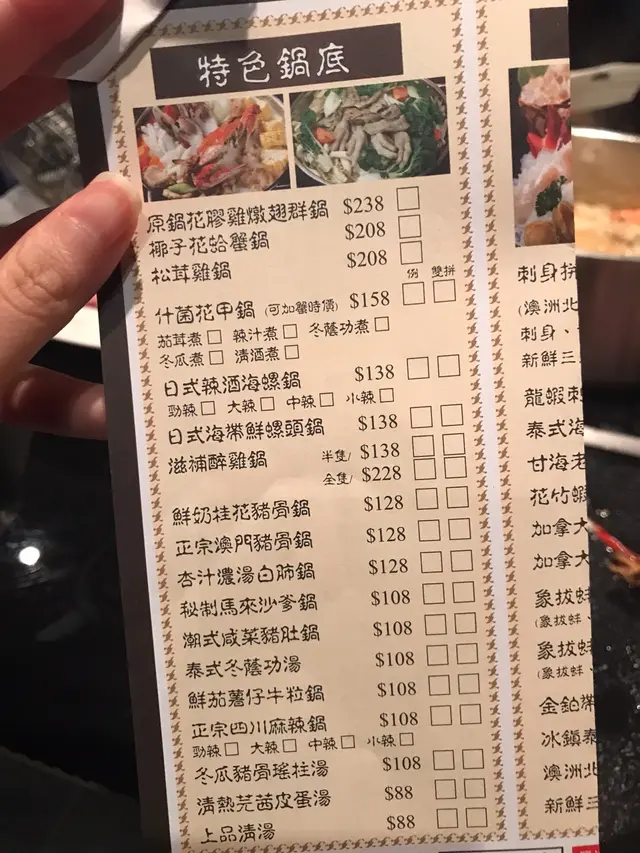 特色鍋底
原鍋花膠雞燉翅群鍋 $238 □
椰子花蛤蟹鍋 $208 □
松茸雞鍋 $208 □
例 雙拼
什菌花甲鍋 (可加蟹時價) $158 □ □
茄茸煮□ 辣汁煮□ 冬蔭功煮□
冬瓜煮□ 清酒煮□
日式辣酒海螺鍋 $138 □ □
勁辣□ 大辣□ 中辣□ 小辣□
日式海帶鮮螺頭鍋 $138 □ □
滋補醉雞鍋 半隻/ $138 □ □
全隻/ $228 □ □
鮮奶桂花豬骨鍋 $128 □ □
正宗澳門豬骨鍋 $128 □ □
杏汁濃湯白肺鍋 $128 □ □
秘制馬來沙爹鍋 $108 □ □
潮式咸菜豬肚鍋 $108 □ □
泰式冬蔭功湯 $108 □ □
鮮茄薯仔牛粒鍋 $108 □ □
正宗四川麻辣鍋 $108 □ □
勁辣□ 大辣□ 中辣□ 小辣□
冬瓜豬骨瑤柱湯 $108 □ □
清熱芫茜皮蛋湯 $88 □ □
上品清湯 $88 □ □
刺身拼
(澳洲北
刺身、
新鮮三
龍蝦刺
泰式海
甘海老
花竹蝦
加拿大
加拿大
象拔蚌
(象拔蚌、
象拔蚌
(象拔蚌、
金鉑帶
冰鎮泰
澳洲北
新鮮三